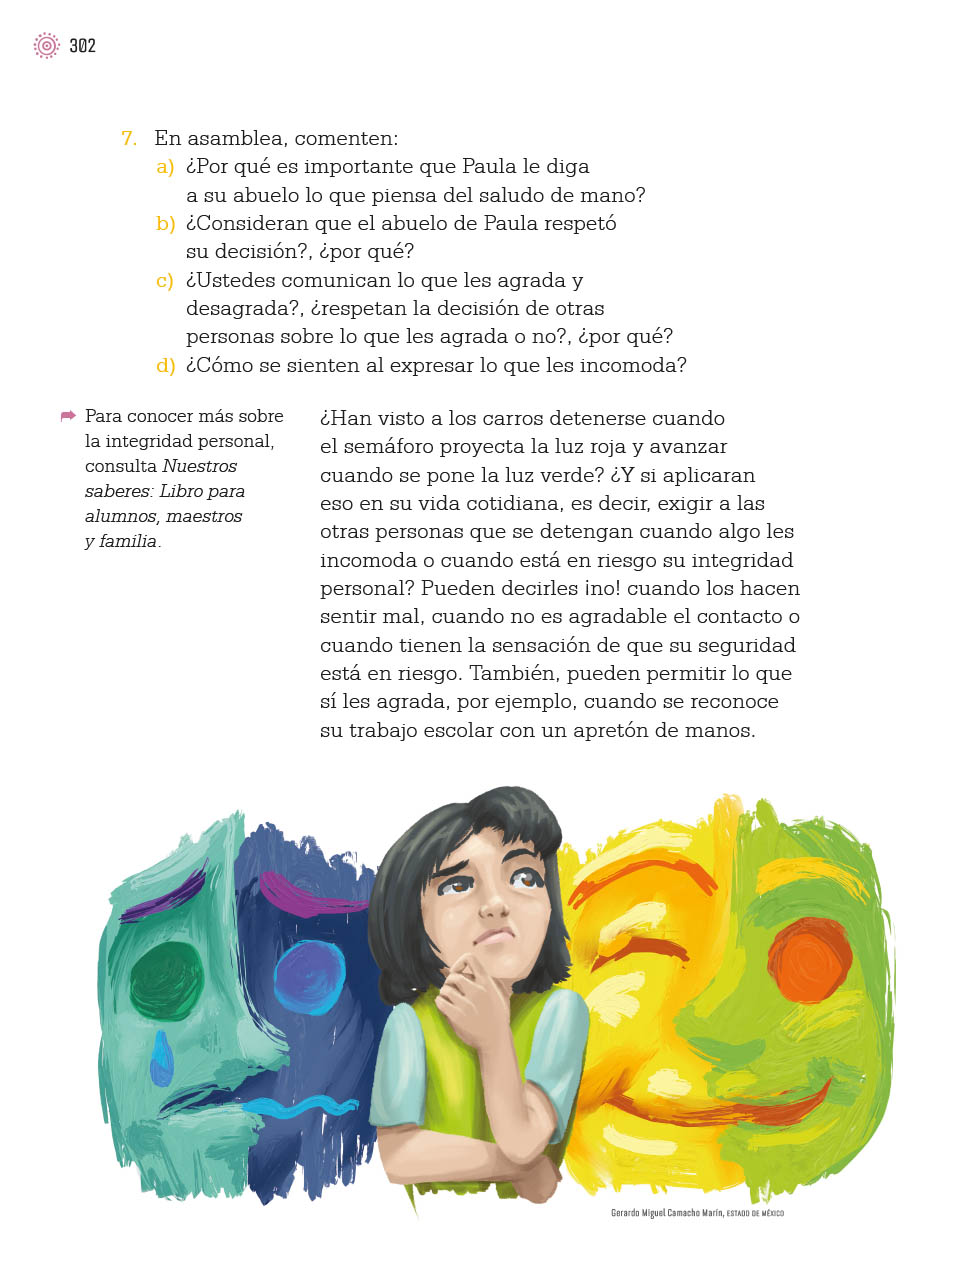 302
7. En asamblea, comenten:
a) ¿Por qué es importante que Paula le diga
a su abuelo lo que piensa del saludo de mano?
b) ¿Consideran que el abuelo de Paula respetó
su decisión?, ¿por qué?
c) ¿Ustedes comunican lo que les agrada y
desagrada?, ¿respetan la decisión de otras
personas sobre lo que les agrada o no?, ¿por qué?
d) ¿Cómo se sienten al expresar lo que les incomoda?
Para conocer más sobre
la integridad personal,
consulta Nuestros
saberes: Libro para
alumnos, maestros
y familia.
¿Han visto a los carros detenerse cuando
el semáforo proyecta la luz roja y avanzar
cuando se pone la luz verde? ¿Y si aplicaran
eso en su vida cotidiana, es decir, exigir a las
otras personas que se detengan cuando algo les
incomoda o cuando está en riesgo su integridad
personal? Pueden decirles ¡no! cuando los hacen
sentir mal, cuando no es agradable el contacto o
cuando tienen la sensación de que su seguridad
está en riesgo. También, pueden permitir lo que
sí les agrada, por ejemplo, cuando se reconoce
su trabajo escolar con un apretón de manos.
Gerardo Miguel Camacho Marín, ESTADO DE MÉXICO